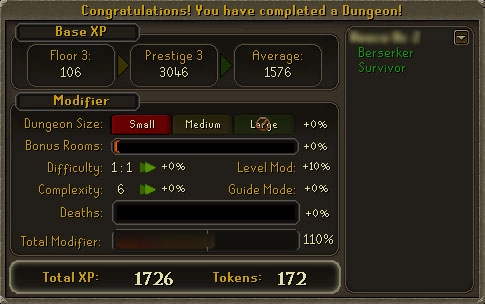 Congratulations! You have completed a Dungeon!
Base XP
Floor 3: Prestige 3 Average:
106 3046 1576
Modifier
Dungeon Size: Small Medium Large +0%
Bonus Rooms: +0%
Difficulty: 1:1 +0% Level Mod: +10%
Complexity: 6 +0% Guide Mode: +0%
Deaths: +0%
Total Modifier: 110%
Total XP: 1726 Tokens: 172
Berserker
Survivor